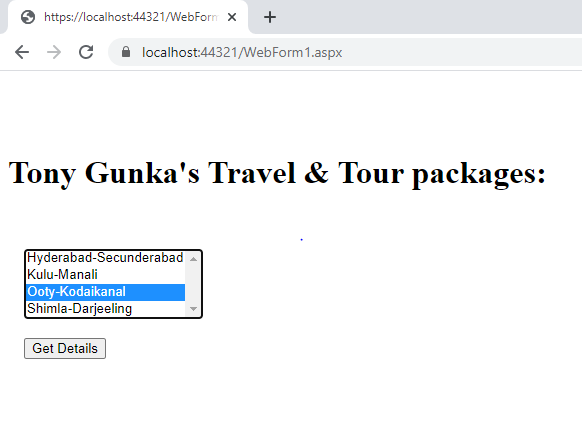 https://localhost:44321/WebForm1
localhost:44321/WebForm1.aspx
Tony Gunka's Travel & Tour packages:
Hyderabad-Secunderabad
Kulu-Manali
Ooty-Kodaikanal
Shimla-Darjeeling
Get Details